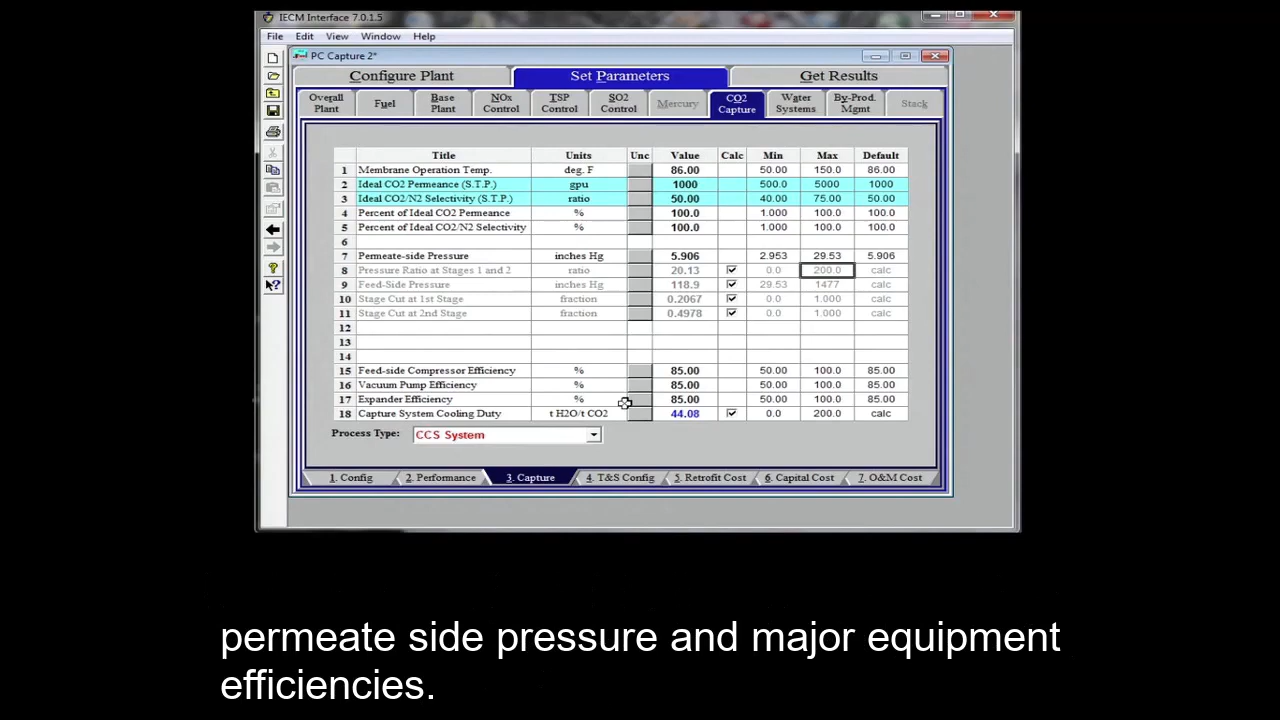 IECM Interface 7.0.1.5
File Edit View Window Help
PC Capture 2*
Configure Plant Set Parameters Get Results
Overall Plant Fuel Base Plant NOx Control TSP Control SO2 Control Mercury CO2 Capture Water Systems By-Prod. Mgmt Stack
Title Units Unc Value Calc Min Max Default
1 Membrane Operation Temp. deg. F 86.00 50.00 150.0 86.00
2 Ideal CO2 Permeance (S.T.P.) gpu 1000 500.0 5000 1000
3 Ideal CO2/N2 Selectivity (S.T.P.) ratio 50.00 40.00 75.00 50.00
4 Percent of Ideal CO2 Permeance % 100.0 1.000 100.0 100.0
5 Percent of Ideal CO2/N2 Selectivity % 100.0 1.000 100.0 100.0
6
7 Permeate-side Pressure inches Hg 5.906 2.953 29.53 5.906
8 Pressure Ratio at Stages 1 and 2 ratio 20.13 0.0 200.0 calc
9 Feed-Side Pressure inches Hg 118.9 29.53 1477 calc
10 Stage Cut at 1st Stage fraction 0.2067 0.0 1.000 calc
11 Stage Cut at 2nd Stage fraction 0.4978 0.0 1.000 calc
12
13
14
15 Feed-side Compressor Efficiency % 85.00 50.00 100.0 85.00
16 Vacuum Pump Efficiency % 85.00 50.00 100.0 85.00
17 Expander Efficiency % 85.00 50.00 100.0 85.00
18 Capture System Cooling Duty t H2O/t CO2 44.08 0.0 200.0 calc
Process Type: CCS System
1. Config 2. Performance 3. Capture 4. T&S Config 5. Retrofit Cost 6. Capital Cost 7. O&M Cost
permeate side pressure and major equipment
efficiencies.